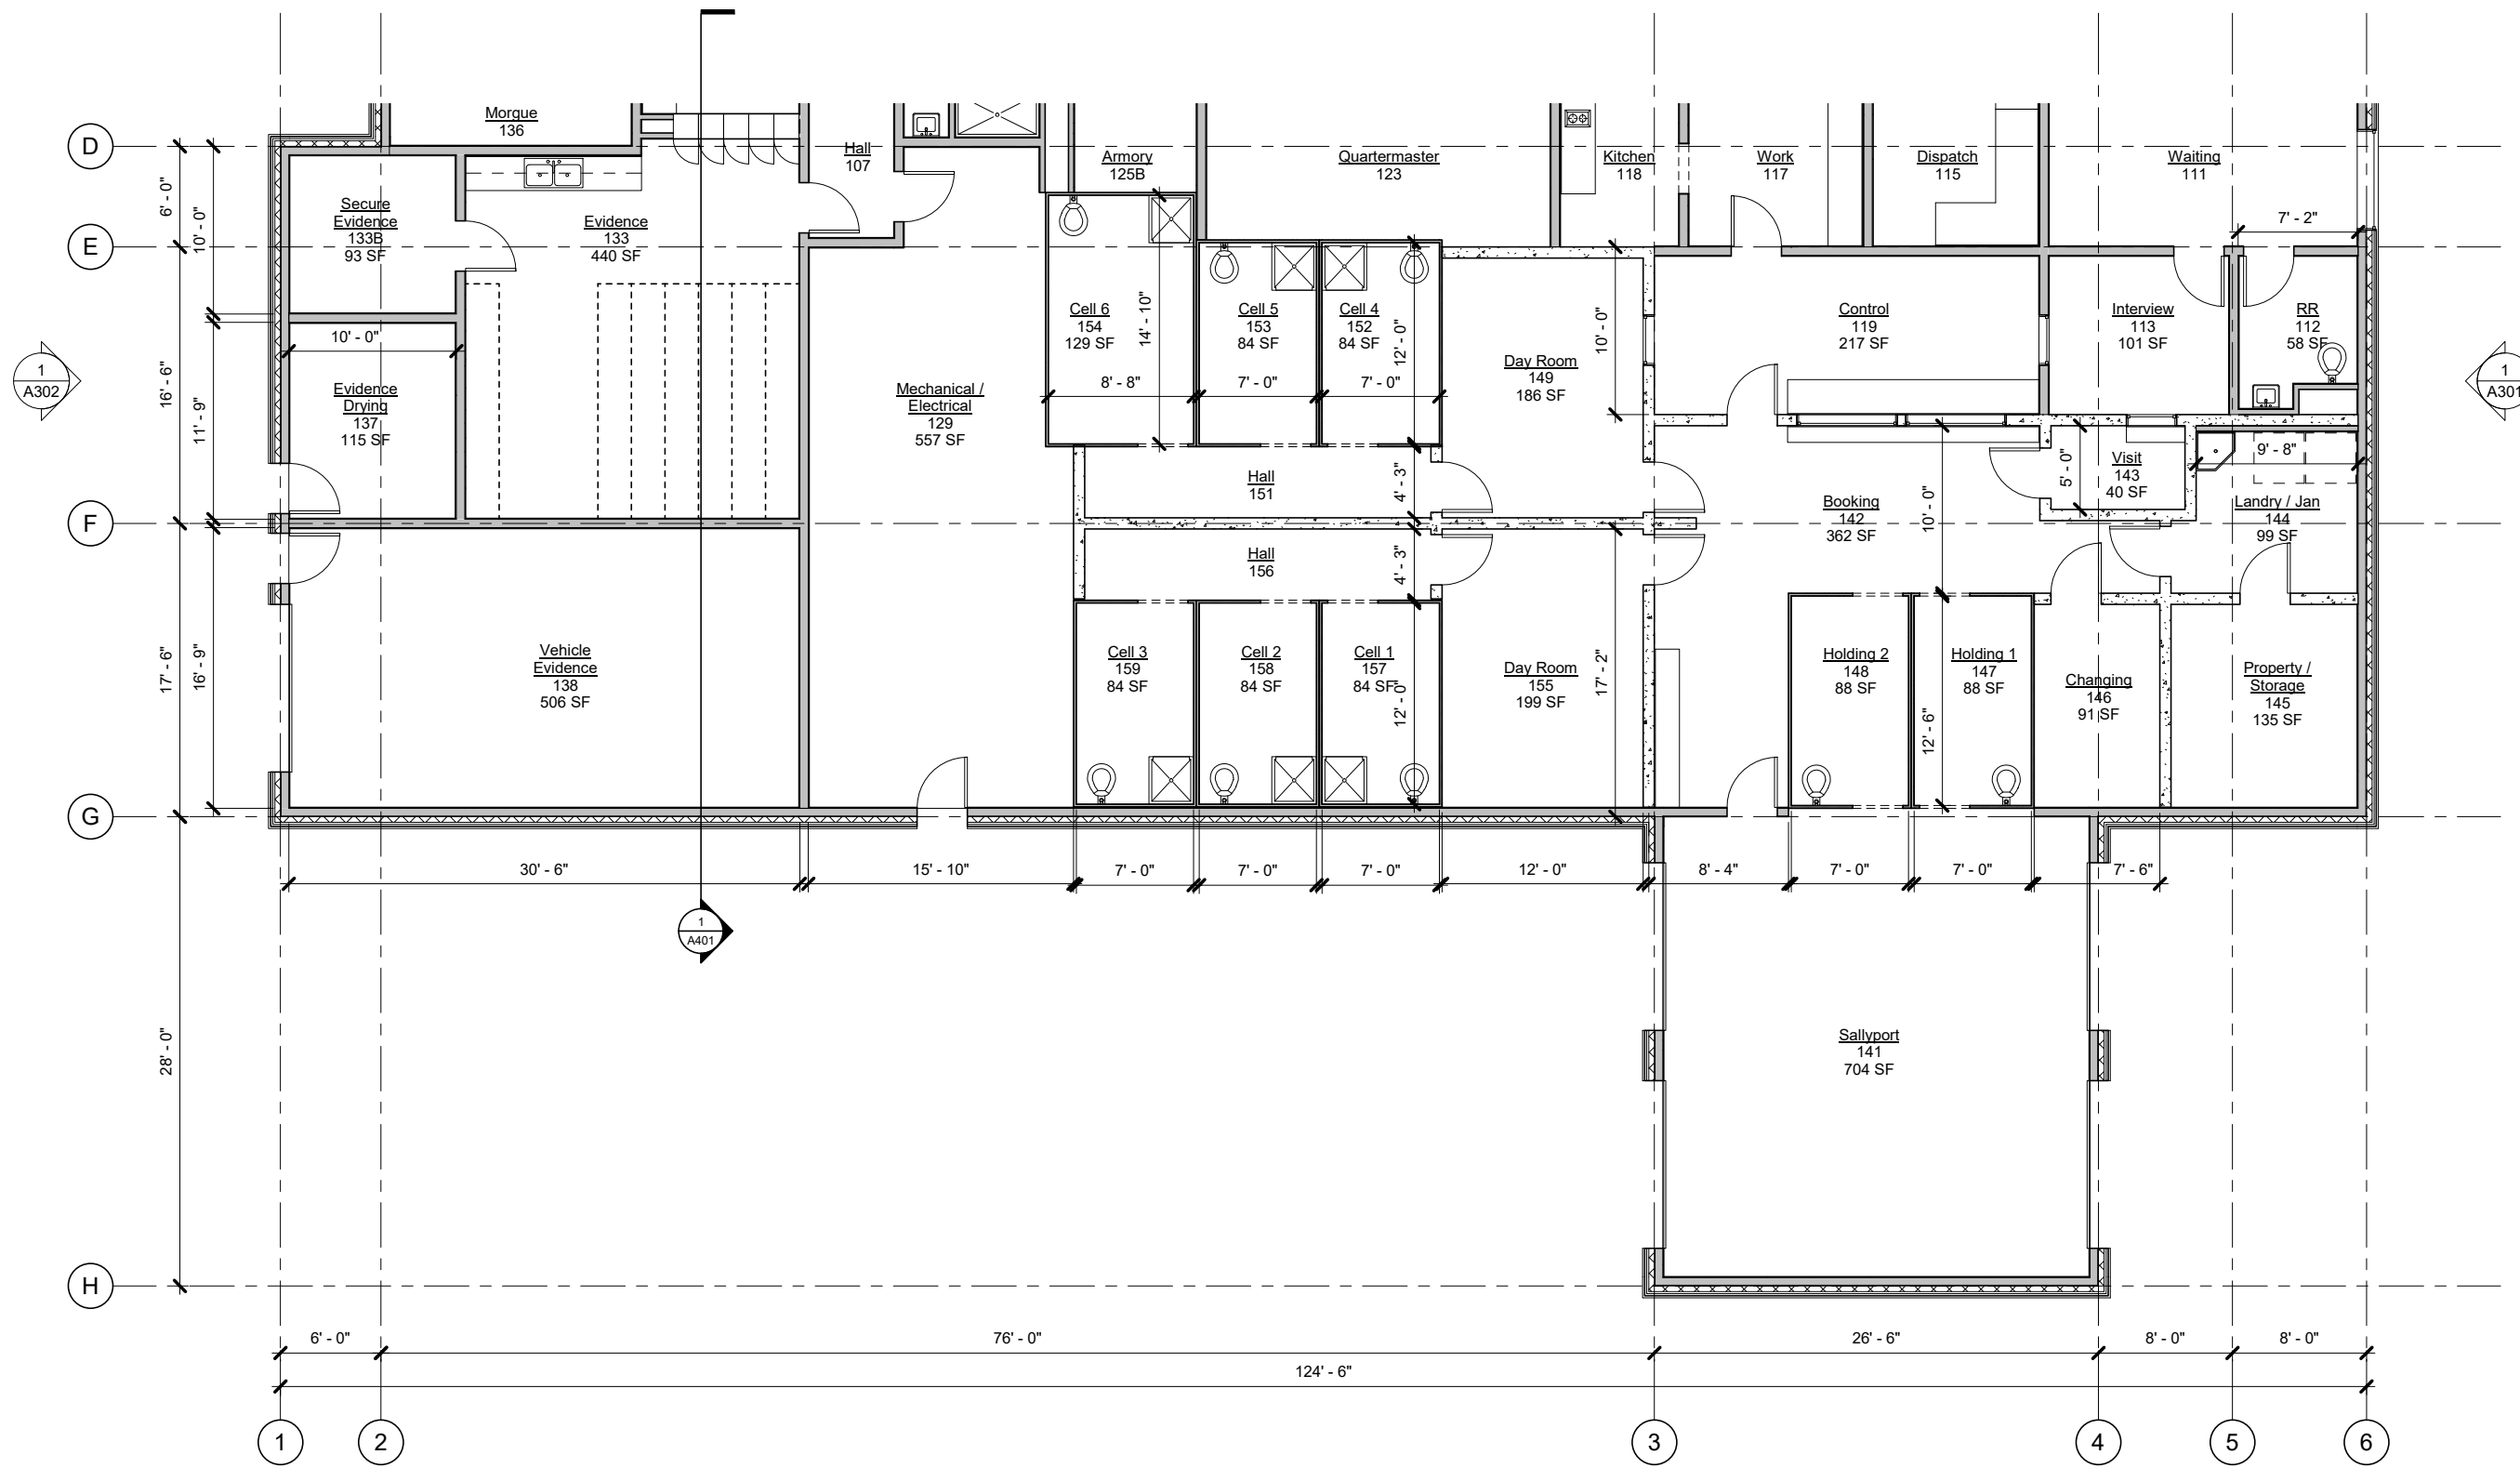 Morgue
136
D
Hall
107
Armory
125B
Quartermaster
123
Kitchen
118
Work
117
Dispatch
115
Waiting
111
6' - 0"
10' - 0"
Secure
Evidence
133B
93 SF
Evidence
133
440 SF
7' - 2"
E
Cell 6
154
129 SF
14' - 10"
Cell 5
153
84 SF
Cell 4
152
84 SF
12' - 0"
10' - 0"
Control
119
217 SF
Interview
113
101 SF
RR
112
58 SF
10' - 0"
1
A302
16' - 6"
11' - 9"
Evidence
Drying
137
115 SF
Mechanical /
Electrical
129
557 SF
8' - 8"
7' - 0"
7' - 0"
Day Room
149
186 SF
1
A301
Hall
151
4' - 3"
Booking
142
362 SF
10' - 0"
5' - 0"
Visit
143
40 SF
9' - 8"
Landry / Jan
144
99 SF
F
Hall
156
4' - 3"
17' - 6"
16' - 9"
Vehicle
Evidence
138
506 SF
Cell 3
159
84 SF
Cell 2
158
84 SF
Cell 1
157
84 SF
12' - 0"
Day Room
155
199 SF
17' - 2"
Holding 2
148
88 SF
Holding 1
147
88 SF
12' - 6"
Changing
146
91 SF
Property /
Storage
145
135 SF
G
30' - 6"
15' - 10"
7' - 0"
7' - 0"
7' - 0"
12' - 0"
8' - 4"
7' - 0"
7' - 0"
7' - 6"
1
A401
28' - 0"
Sallyport
141
704 SF
H
6' - 0"
76' - 0"
26' - 6"
8' - 0"
8' - 0"
124' - 6"
1
2
3
4
5
6